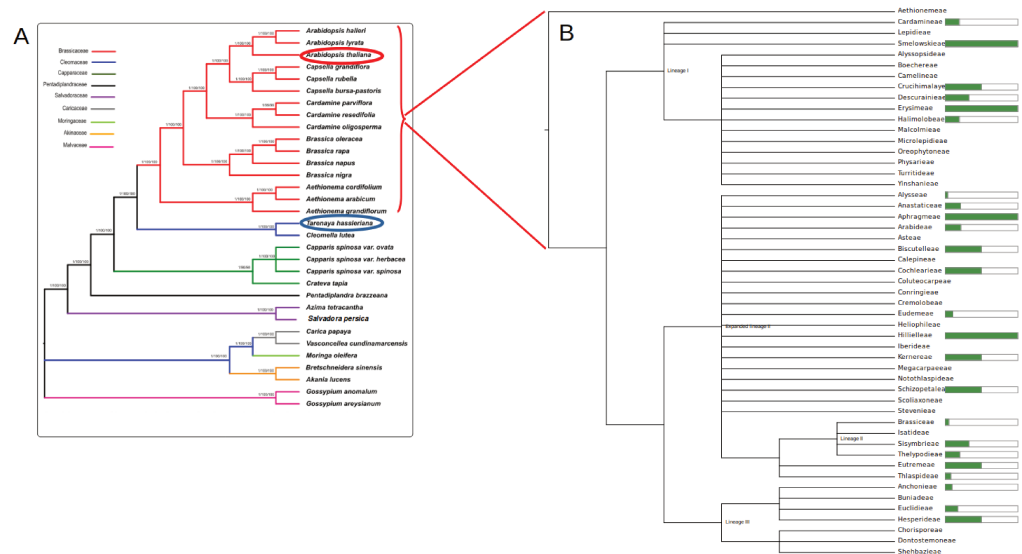 A
Brassicaceae
Cleomaceae
Capparaceae
Pentadiplandraceae
Salvadoraceae
Caricaceae
Moringaceae
Malvaceae
Arabidopsis halleri
Arabidopsis lyrata
Arabidopsis thaliana
Capsella grandiflora
Capsella rubella
Capsella bursa-pastoris
Cardamine parviflora
Cardamine resedifolia
Cardamine oligosperma
Brassica oleracea
Brassica rapa
Brassica napus
Brassica nigra
Aethionema cordifolium
Aethionema arabicum
Aethionema grandiflorum
Tarenaya hassleriana
Cleomella lutea
Capparis spinosa var. ovata
Capparis spinosa var. herbacea
Capparis spinosa var. spinosa
Crateva tapia
Pentadiplandra brazzeana
Azima tetracantha
Salvadora persica
Carica papaya
Vasconcellea cundinamarcensis
Moringa oleifera
Bretschneidera sinensis
Akania lucens
Gossypium anomalum
Gossypium areysianum
B
Aethionemeae
Cardamineae
Lepidieae
Smelowskieae
Lineage I
Alyssopsideae
Boechereae
Camelineae
Crucihimalaye
Descurainieae
Erysimeae
Halimolobeae
Malcolmieae
Microlepidieae
Oreophytoneae
Physarieae
Turritideae
Yinshanieae
Alysseae
Anastaticeae
Aphragmeae
Arabideae
Asteae
Biscutelleae
Calepineae
Cochlearieae
Coluteocarpeae
Conringieae
Cremolobeae
Eudemeae
Heliophileae
Expanded lineage II
Hillielleae
Iberideae
Kernereae
Megacarpaeeae
Notothlaspideae
Schizopetalea
Scoliaxoneae
Stevenieae
Brassiceae
Isatideae
Lineage II
Sisymbrieae
Thelypodieae
Eutremeae
Thlaspideae
Anchonieae
Buniadeae
Euclidieae
Hesperideae
Lineage III
Chorisporeae
Dontostemoneae
Shehbazieae